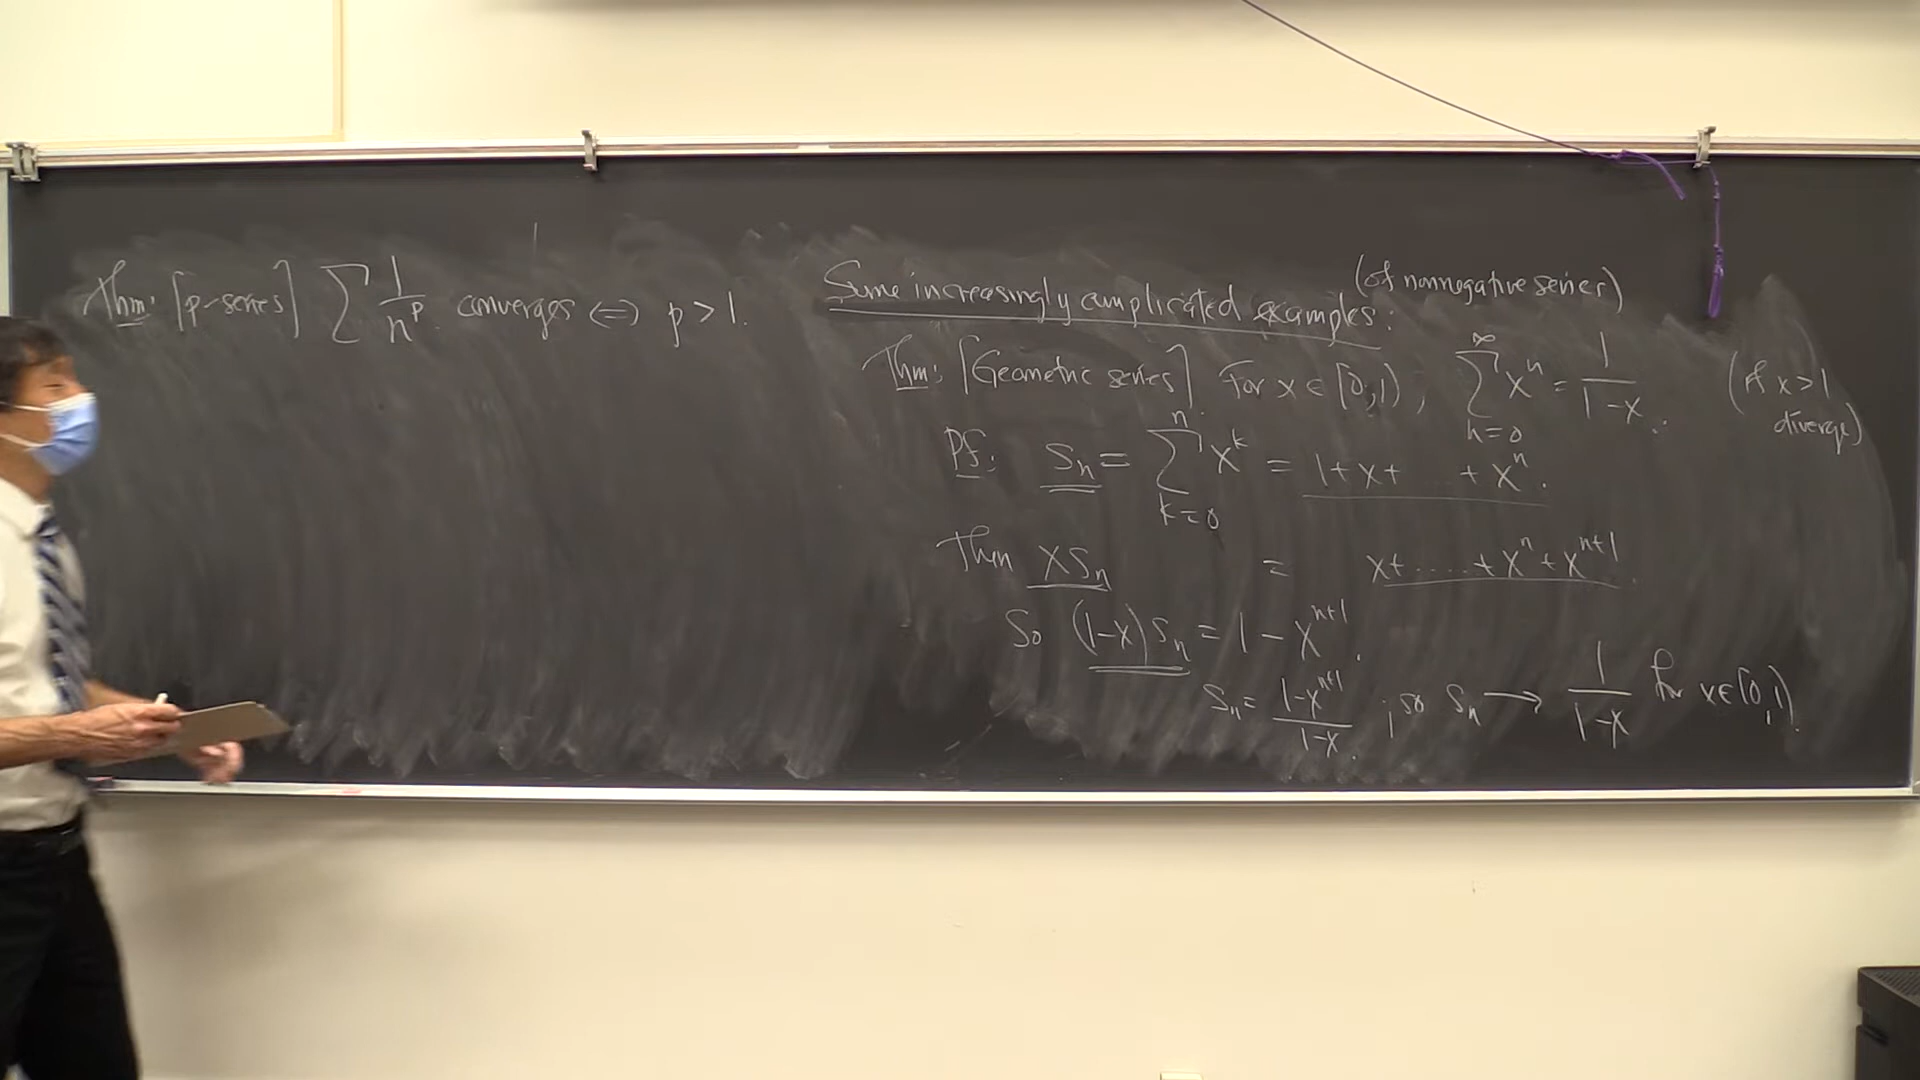 Thm: [p-series] ∑ 1/n^p converges ⟺ p > 1.
Some increasingly complicated examples: (of nonnegative series)
Thm: [Geometric series]. For x ∈ [0,1), ∑_{n=0}^{∞} x^n = 1/(1-x). (if x > 1 diverge)
Pf: S_n = ∑_{k=0}^{n} x^k = 1 + x + ... + x^n.
Then x S_n = x + ..... + x^n + x^{n+1}.
So (1-x) S_n = 1 - x^{n+1}.
S_n = (1-x^{n+1})/(1-x). ; so S_n ⟶ 1/(1-x) for x ∈ [0,1).